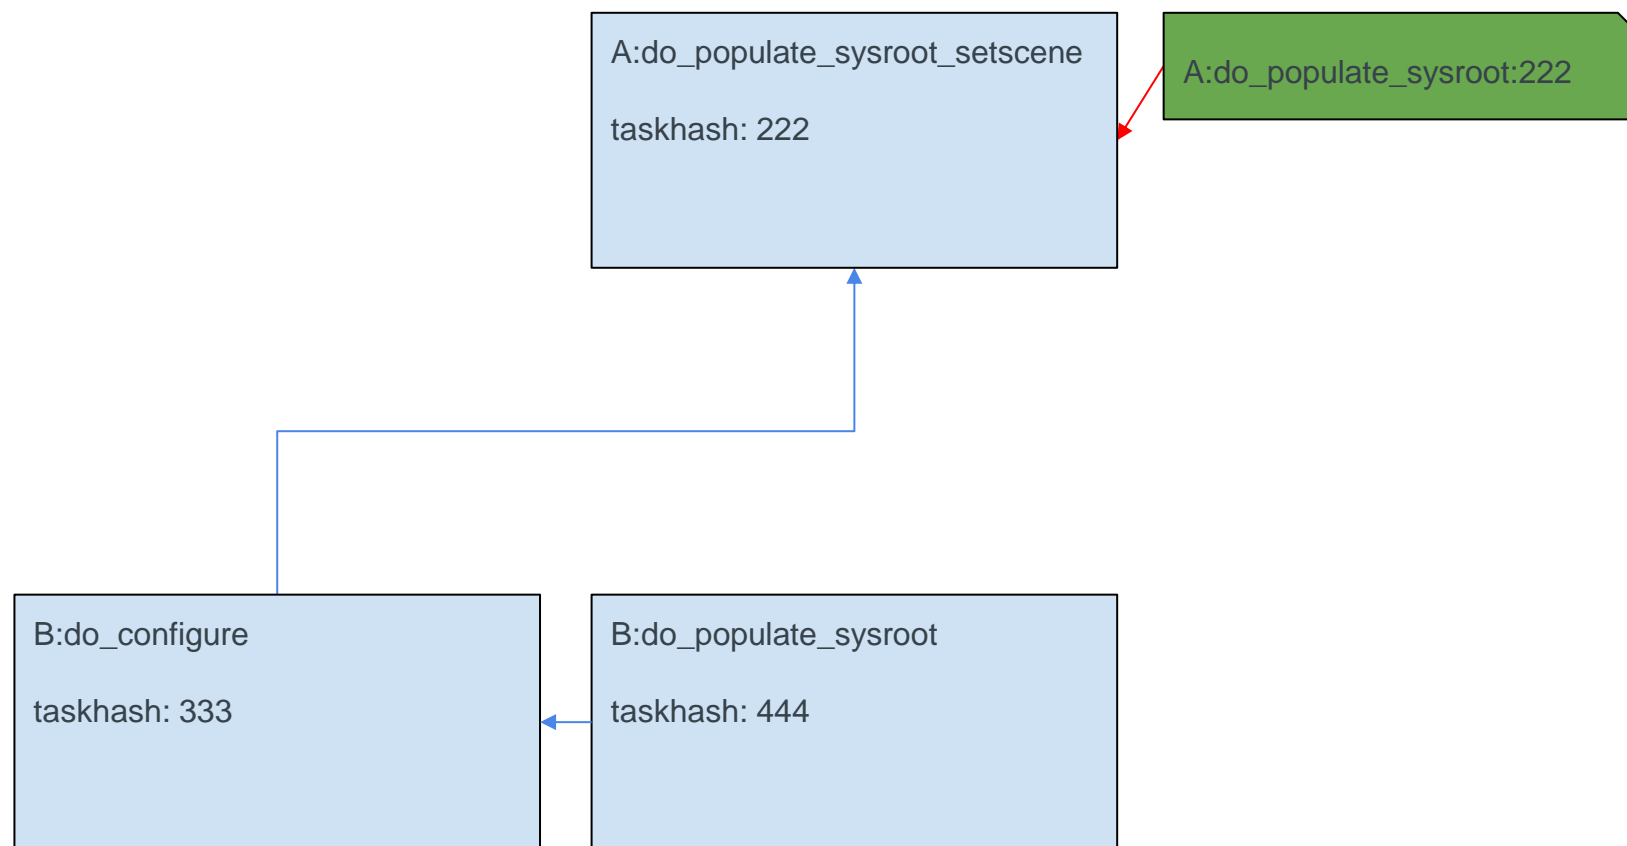 A:do_populate_sysroot_setscene
taskhash: 222
A:do_populate_sysroot:222
B:do_configure
taskhash: 333
B:do_populate_sysroot
taskhash: 444